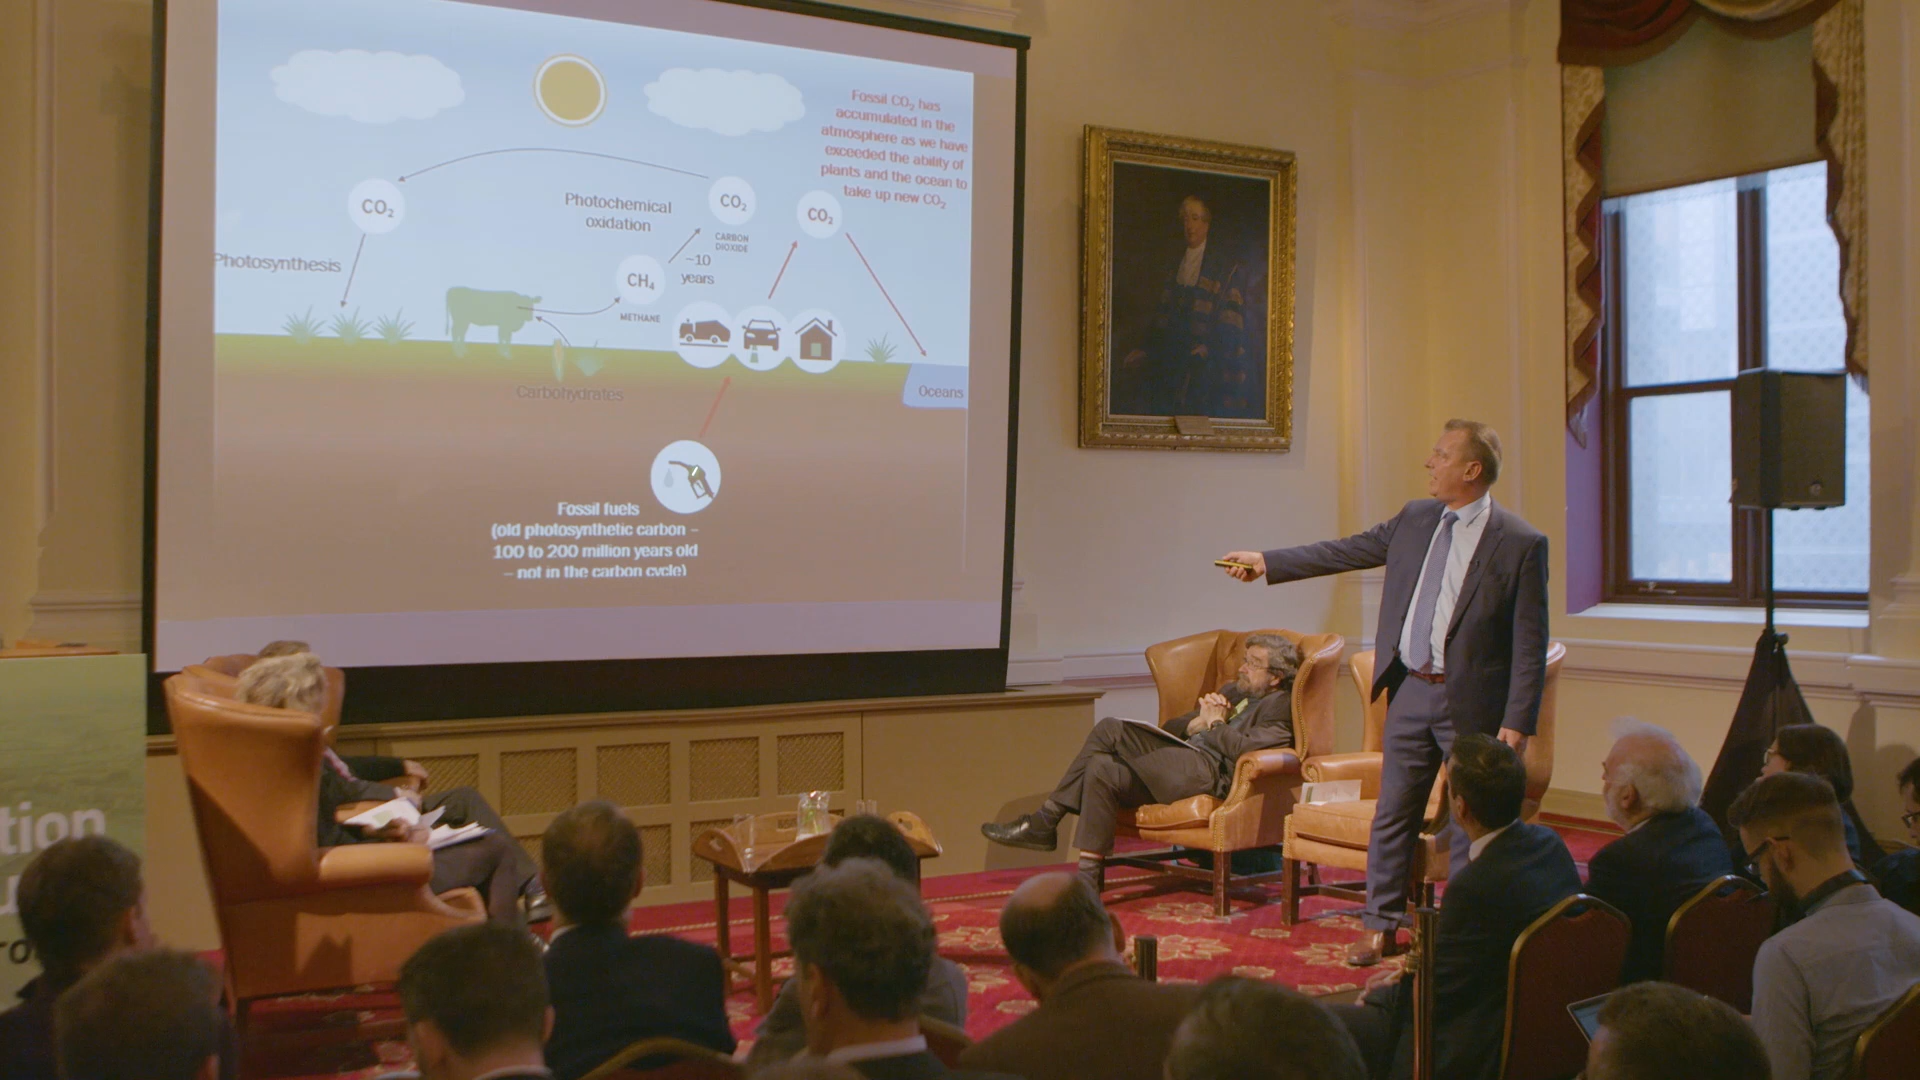 Fossil CO₂ has
accumulated in the
atmosphere as we have
exceeded the ability of
plants and the ocean to
take up new CO₂
CO₂
Photochemical
oxidation
CO₂
CARBON
DIOXIDE
CO₂
Photosynthesis
~10
years
CH₄
METHANE
Carbohydrates
Oceans
Fossil fuels
(old photosynthetic carbon –
100 to 200 million years old
– not in the carbon cycle)
tion